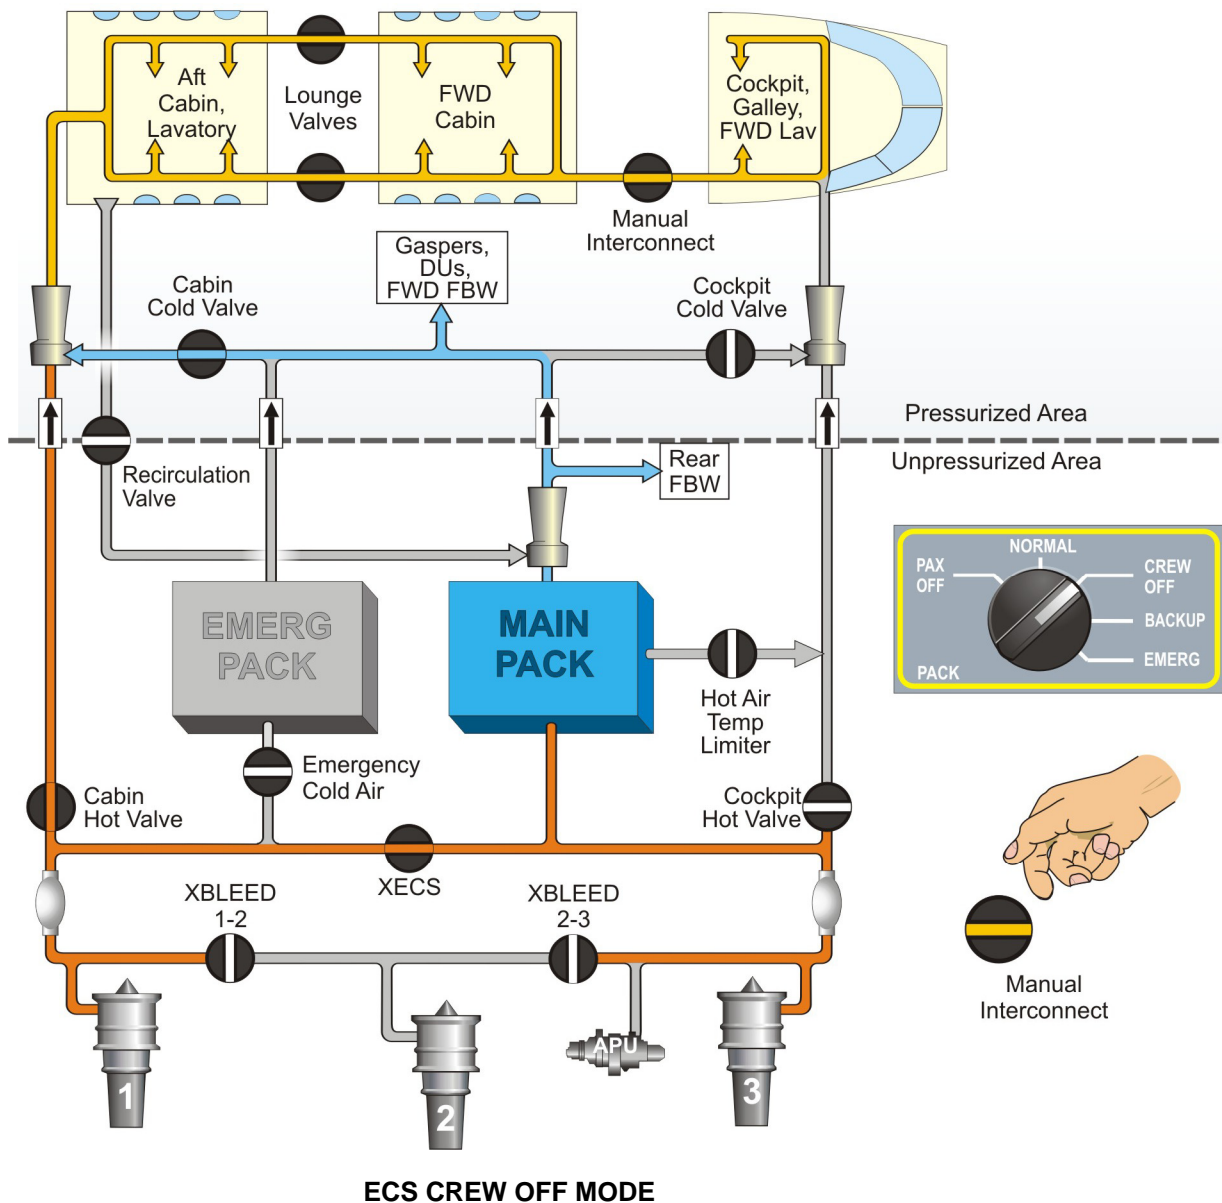 Aft
Cabin,
Lavatory
Lounge
Valves
FWD
Cabin
Cockpit,
Galley,
FWD Lav
Manual
Interconnect
Gaspers,
DUs,
FWD FBW
Cabin
Cold Valve
Cockpit
Cold Valve
Pressurized Area
Unpressurized Area
Recirculation
Valve
Rear
FBW
EMERG
PACK
MAIN
PACK
Hot Air
Temp
Limiter
NORMAL
PAX
OFF
CREW
OFF
BACKUP
EMERG
PACK
Emergency
Cold Air
Cabin
Hot Valve
Cockpit
Hot Valve
XECS
XBLEED
1-2
XBLEED
2-3
Manual
Interconnect
1
2
APU
3
ECS CREW OFF MODE